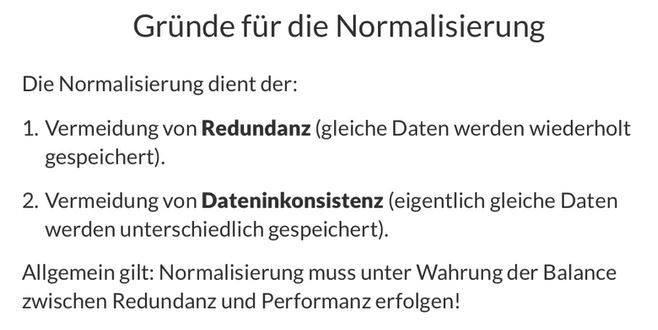 Gründe für die Normalisierung
Die Normalisierung dient der:
1. Vermeidung von Redundanz (gleiche Daten werden wiederholt
gespeichert).
2. Vermeidung von Dateninkonsistenz (eigentlich gleiche Daten
werden unterschiedlich gespeichert).
Allgemein gilt: Normalisierung muss unter Wahrung der Balance
zwischen Redundanz und Performanz erfolgen!